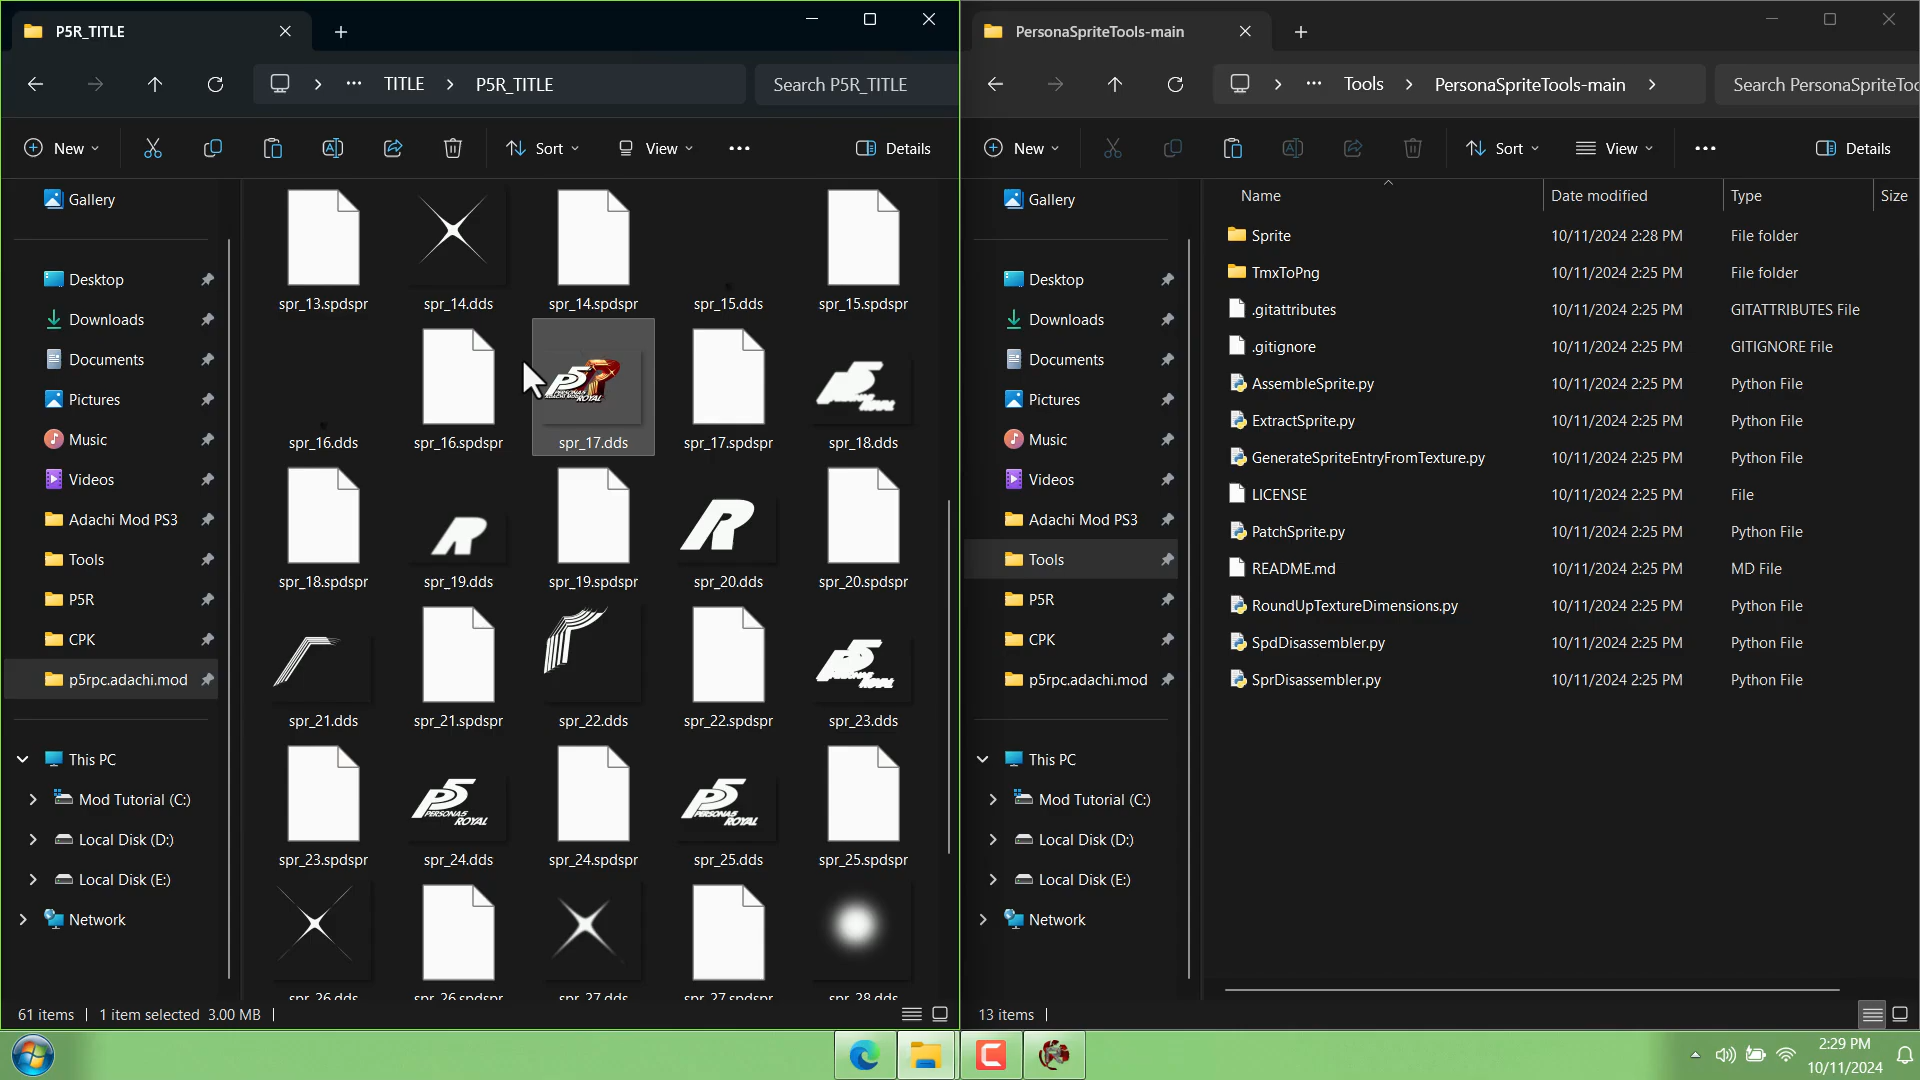 P5R_TITLE
TITLE
P5R_TITLE
Search P5R_TITLE
New
Sort
View
Details
Gallery
Desktop
Downloads
Documents
Pictures
Music
Videos
Adachi Mod PS3
Tools
P5R
CPK
p5rpc.adachi.mod
This PC
Mod Tutorial (C:)
Local Disk (D:)
Local Disk (E:)
Network
spr_13.spdspr
spr_14.dds
spr_14.spdspr
spr_15.dds
spr_15.spdspr
spr_16.dds
spr_16.spdspr
spr_17.dds
spr_17.spdspr
spr_18.dds
spr_18.spdspr
spr_19.dds
spr_19.spdspr
spr_20.dds
spr_20.spdspr
spr_21.dds
spr_21.spdspr
spr_22.dds
spr_22.spdspr
spr_23.dds
spr_23.spdspr
spr_24.dds
spr_24.spdspr
spr_25.dds
spr_25.spdspr
spr_26.dds
spr_26.spdspr
spr_27.dds
spr_27.spdspr
spr_28.dds
61 items
1 item selected 3.00 MB
PersonaSpriteTools-main
Tools
PersonaSpriteTools-main
Search PersonaSpriteToo
New
Sort
View
Details
Gallery
Desktop
Downloads
Documents
Pictures
Music
Videos
Adachi Mod PS3
Tools
P5R
CPK
p5rpc.adachi.mod
This PC
Mod Tutorial (C:)
Local Disk (D:)
Local Disk (E:)
Network
Name Date modified Type Size
Sprite 10/11/2024 2:28 PM File folder
TmxToPng 10/11/2024 2:25 PM File folder
.gitattributes 10/11/2024 2:25 PM GITATTRIBUTES File
.gitignore 10/11/2024 2:25 PM GITIGNORE File
AssembleSprite.py 10/11/2024 2:25 PM Python File
ExtractSprite.py 10/11/2024 2:25 PM Python File
GenerateSpriteEntryFromTexture.py 10/11/2024 2:25 PM Python File
LICENSE 10/11/2024 2:25 PM File
PatchSprite.py 10/11/2024 2:25 PM Python File
README.md 10/11/2024 2:25 PM MD File
RoundUpTextureDimensions.py 10/11/2024 2:25 PM Python File
SpdDisassembler.py 10/11/2024 2:25 PM Python File
SprDisassembler.py 10/11/2024 2:25 PM Python File
13 items
2:29 PM
10/11/2024